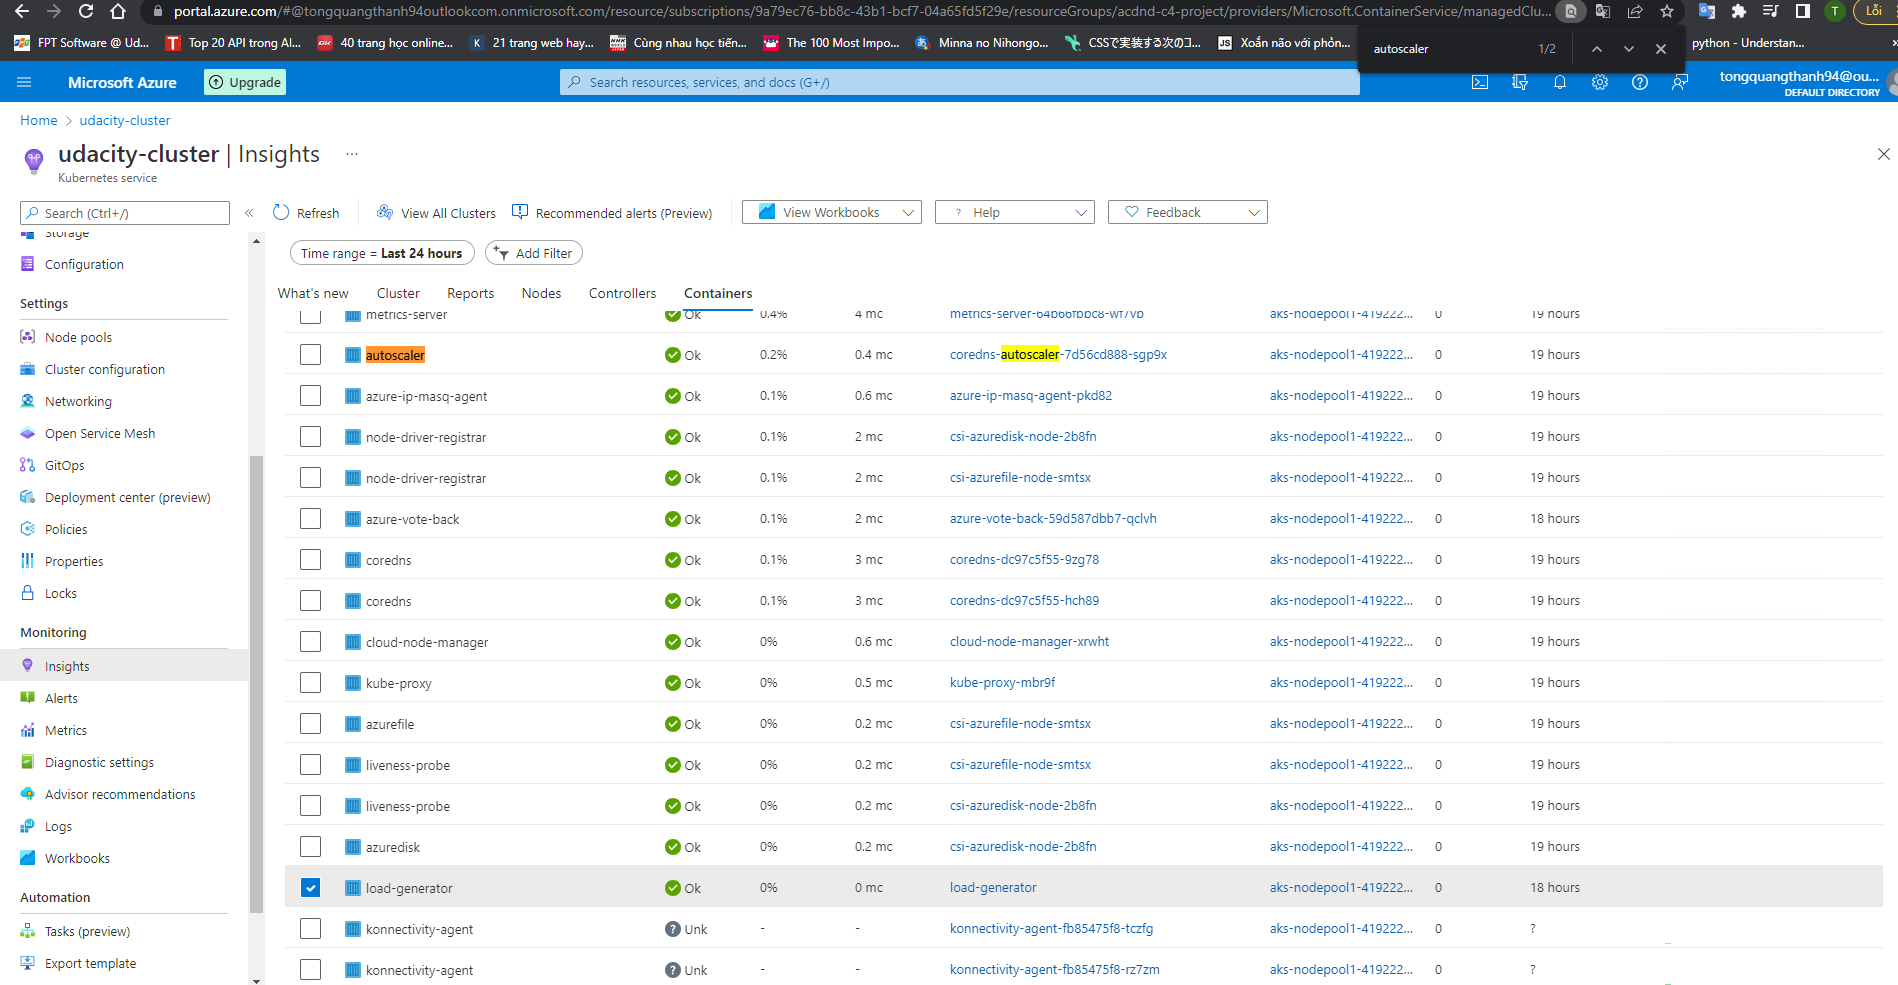 portal.azure.com/#@tongquangthanh94outlookcom.onmicrosoft.com/resource/subscriptions/9a79ec76-bb8c-43b1-bcf7-04a65fd5f29e/resourceGroups/acdnd-c4-project/providers/Microsoft.ContainerService/managedClu...
T
Lỗi
FPT Software @ Ud...
Top 20 API trong AI...
40 trang học online...
21 trang web hay...
Cùng nhau học tiến...
The 100 Most Impo...
Minna no Nihongo...
CSSで実装する次のコ...
Xoắn não với phỏn...
python - Understan...
autoscaler 1/2
Microsoft Azure
Upgrade
Search resources, services, and docs (G+/)
tongquangthanh94@ou...
DEFAULT DIRECTORY
Home > udacity-cluster
udacity-cluster | Insights ...
Kubernetes service
Search (Ctrl+/)
«
Refresh
View All Clusters
Recommended alerts (Preview)
View Workbooks
? Help
Feedback
Time range = Last 24 hours
Add Filter
What's new
Cluster
Reports
Nodes
Controllers
Containers
Storage
Configuration
Settings
Node pools
Cluster configuration
Networking
Open Service Mesh
GitOps
Deployment center (preview)
Policies
Properties
Locks
Monitoring
Insights
Alerts
Metrics
Diagnostic settings
Advisor recommendations
Logs
Workbooks
Automation
Tasks (preview)
Export template
metrics-server Ok 0.4% 4 mc metrics-server-64b66fbbc8-wf7vb aks-nodepool1-419222... 0 19 hours
autoscaler Ok 0.2% 0.4 mc coredns-autoscaler-7d56cd888-sgp9x aks-nodepool1-419222... 0 19 hours
azure-ip-masq-agent Ok 0.1% 0.6 mc azure-ip-masq-agent-pkd82 aks-nodepool1-419222... 0 19 hours
node-driver-registrar Ok 0.1% 2 mc csi-azuredisk-node-2b8fn aks-nodepool1-419222... 0 19 hours
node-driver-registrar Ok 0.1% 2 mc csi-azurefile-node-smtsx aks-nodepool1-419222... 0 19 hours
azure-vote-back Ok 0.1% 2 mc azure-vote-back-59d587dbb7-qclvh aks-nodepool1-419222... 0 18 hours
coredns Ok 0.1% 3 mc coredns-dc97c5f55-9zg78 aks-nodepool1-419222... 0 19 hours
coredns Ok 0.1% 3 mc coredns-dc97c5f55-hch89 aks-nodepool1-419222... 0 19 hours
cloud-node-manager Ok 0% 0.6 mc cloud-node-manager-xrwht aks-nodepool1-419222... 0 19 hours
kube-proxy Ok 0% 0.5 mc kube-proxy-mbr9f aks-nodepool1-419222... 0 19 hours
azurefile Ok 0% 0.2 mc csi-azurefile-node-smtsx aks-nodepool1-419222... 0 19 hours
liveness-probe Ok 0% 0.2 mc csi-azurefile-node-smtsx aks-nodepool1-419222... 0 19 hours
liveness-probe Ok 0% 0.2 mc csi-azuredisk-node-2b8fn aks-nodepool1-419222... 0 19 hours
azuredisk Ok 0% 0.2 mc csi-azuredisk-node-2b8fn aks-nodepool1-419222... 0 19 hours
load-generator Ok 0% 0 mc load-generator aks-nodepool1-419222... 0 18 hours
konnectivity-agent Unk - - konnectivity-agent-fb85475f8-tczfg aks-nodepool1-419222... 0 ?
konnectivity-agent Unk - - konnectivity-agent-fb85475f8-rz7zm aks-nodepool1-419222... 0 ?